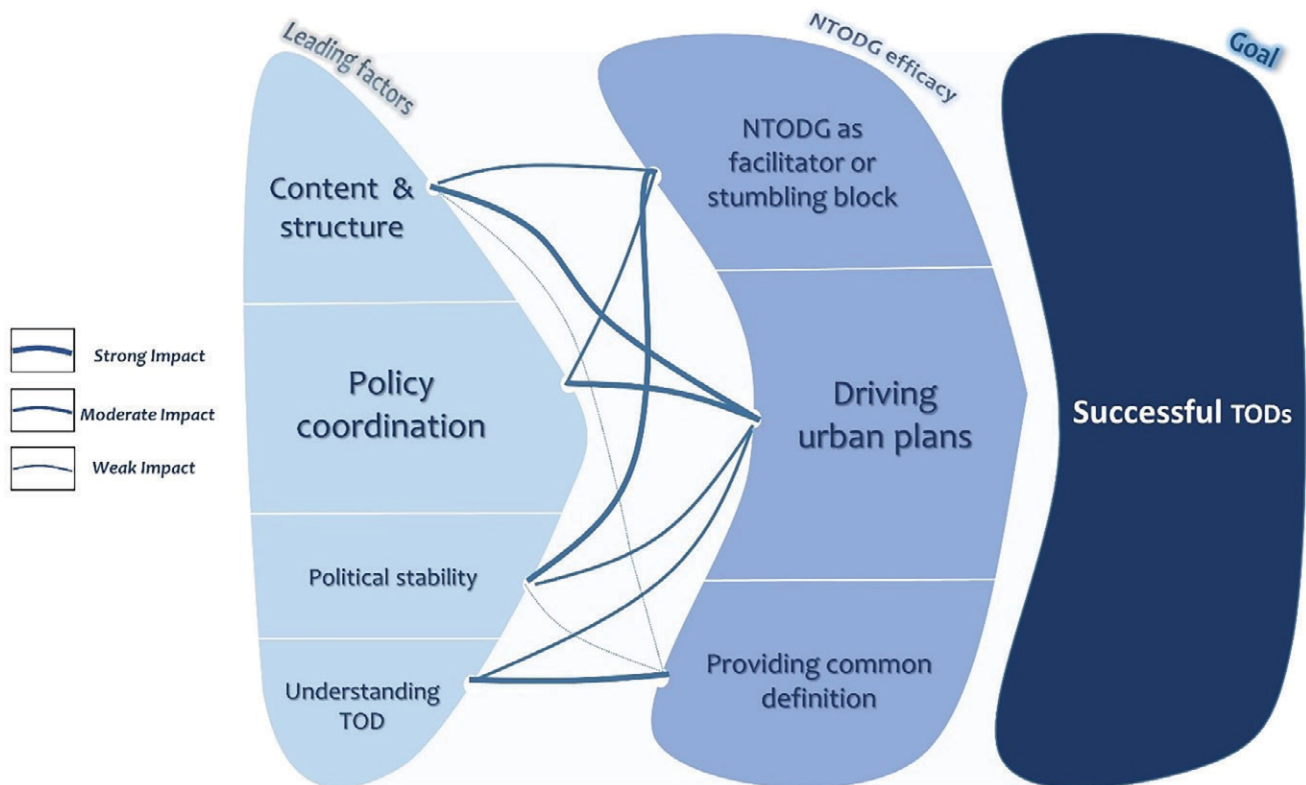 Leading factors
Content &
structure
Policy
coordination
Political stability
Understanding
TOD
NTODG efficacy
NTODG as
facilitator or
stumbling block
Driving
urban plans
Providing common
definition
Goal
Successful TODs
Strong Impact
Moderate Impact
Weak Impact